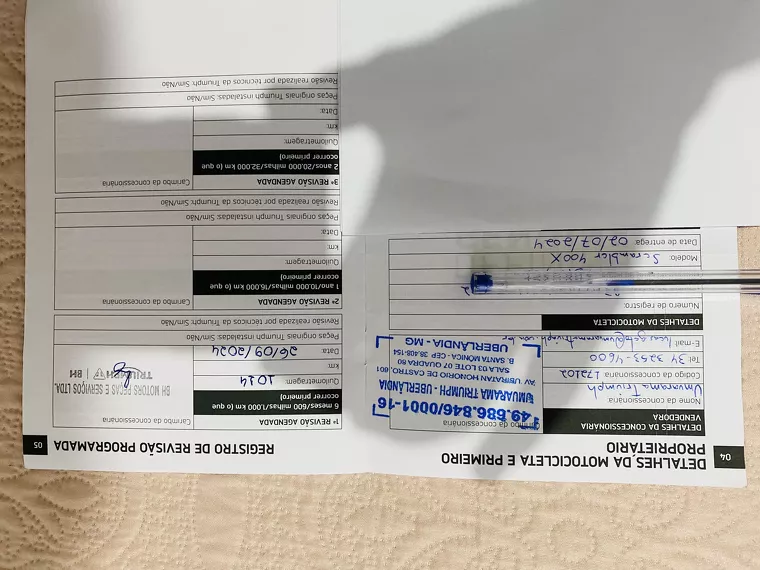 04
DETALHES DA MOTOCICLETA E PRIMEIRO
PROPRIETÁRIO
DETALHES DA CONCESSIONÁRIA
VENDEDORA
Carimbo da concessionária
Nome da concessionária
Umuarama Triumph
Código da concessionária
172102
Tel: 34 3253-4600
E-mail:
49.686.846/0001-16
UMUARAMA TRIUMPH - UBERLÂNDIA
AV. UBIRATAN HONORIO DE CASTRO, 601
SALA 03 LOTE 07 QUADRA 80
B. SANTA MÔNICA - CEP 38.408-154
UBERLÂNDIA - MG
DETALHES DA MOTOCICLETA
Numero de registro:
Modelo: Scrambler 400X
Data de entrega: 02/07/2024
REGISTRO DE REVISÃO PROGRAMADA
05
1ª REVISÃO AGENDADA
Carimbo da concessionária
6 meses/600 milhas/1.000 km (o que
ocorrer primeiro)
Quilometragem:
1014
km:
Data: 26/09/2024
BH MOTORS PEÇAS E SERVIÇOS LTDA.
TRIUMPH | BH
Peças originais Triumph instaladas: Sim/Não
Revisão realizada por técnicos da Triumph: Sim/Não
2ª REVISÃO AGENDADA
Carimbo da concessionária
1 ano/10.000 milhas/16.000 km (o que
ocorrer primeiro)
Quilometragem:
km:
Data:
Peças originais Triumph instaladas: Sim/Não
Revisão realizada por técnicos da Triumph: Sim/Não
3ª REVISÃO AGENDADA
Carimbo da concessionária
2 anos/20.000 milhas/32.000 km (o que
ocorrer primeiro)
Quilometragem:
km:
Data:
Peças originais Triumph instaladas: Sim/Não
Revisão realizada por técnicos da Triumph: Sim/Não